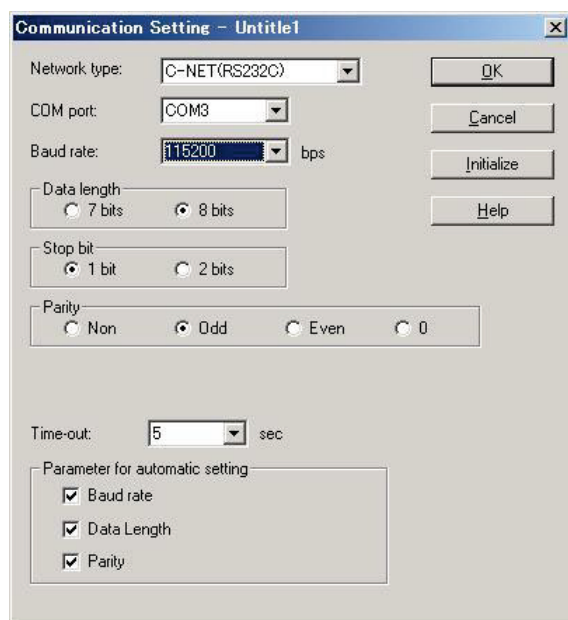 Communication Setting - Untitle1
Network type: C-NET(RS232C) OK
COM port: COM3 Cancel
Baud rate: 115200 bps Initialize
Data length
7 bits 8 bits Help
Stop bit
1 bit 2 bits
Parity
Non Odd Even 0
Time-out: 5 sec
Parameter for automatic setting
Baud rate
Data Length
Parity